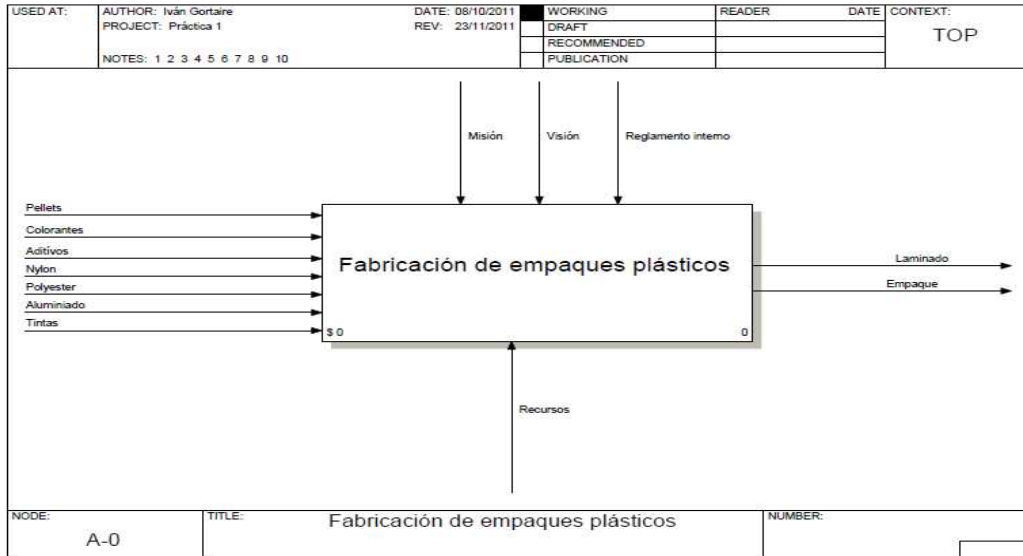 USED AT:
AUTHOR: Iván Gortaire
DATE: 08/10/2011
WORKING
READER
DATE
CONTEXT:
PROJECT: Práctica 1
REV: 23/11/2011
DRAFT
TOP
RECOMMENDED
NOTES: 1 2 3 4 5 6 7 8 9 10
PUBLICATION
Misión
Visión
Reglamento interno
Pellets
Colorantes
Aditívos
Nylon
Polyester
Aluminiado
Tintas
Fabricación de empaques plásticos
$ 0
0
Laminado
Empaque
Recursos
NODE:
A-0
TITLE:
Fabricación de empaques plásticos
NUMBER: